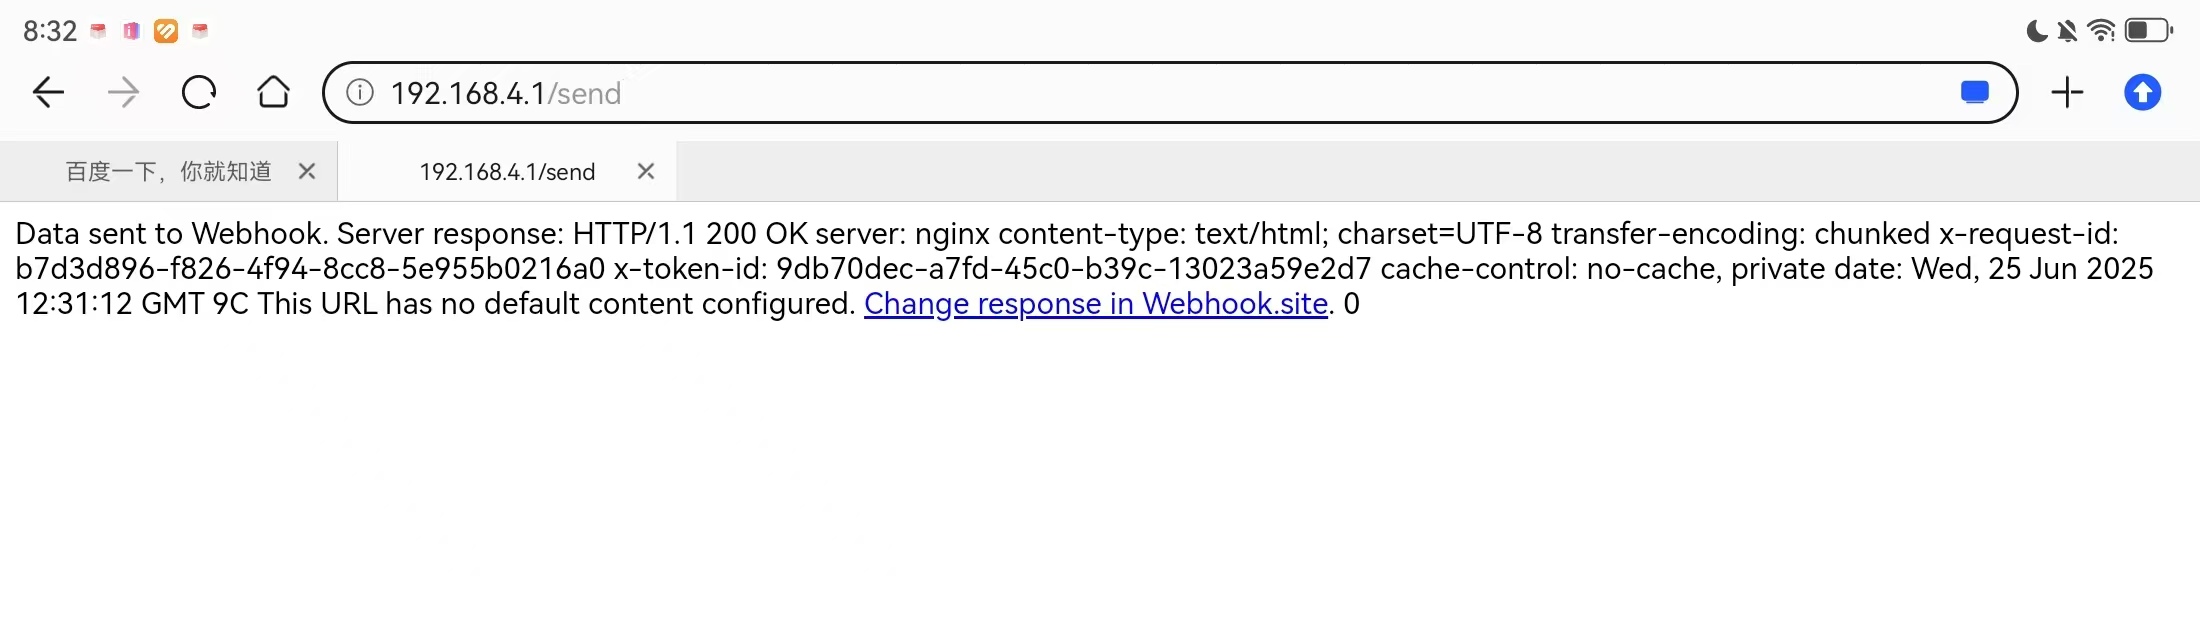 8:32
192.168.4.1/send
百度一下，你就知道
192.168.4.1/send
Data sent to Webhook. Server response: HTTP/1.1 200 OK server: nginx content-type: text/html; charset=UTF-8 transfer-encoding: chunked x-request-id:
b7d3d896-f826-4f94-8cc8-5e955b0216a0 x-token-id: 9db70dec-a7fd-45c0-b39c-13023a59e2d7 cache-control: no-cache, private date: Wed, 25 Jun 2025
12:31:12 GMT 9C This URL has no default content configured. Change response in Webhook.site. 0